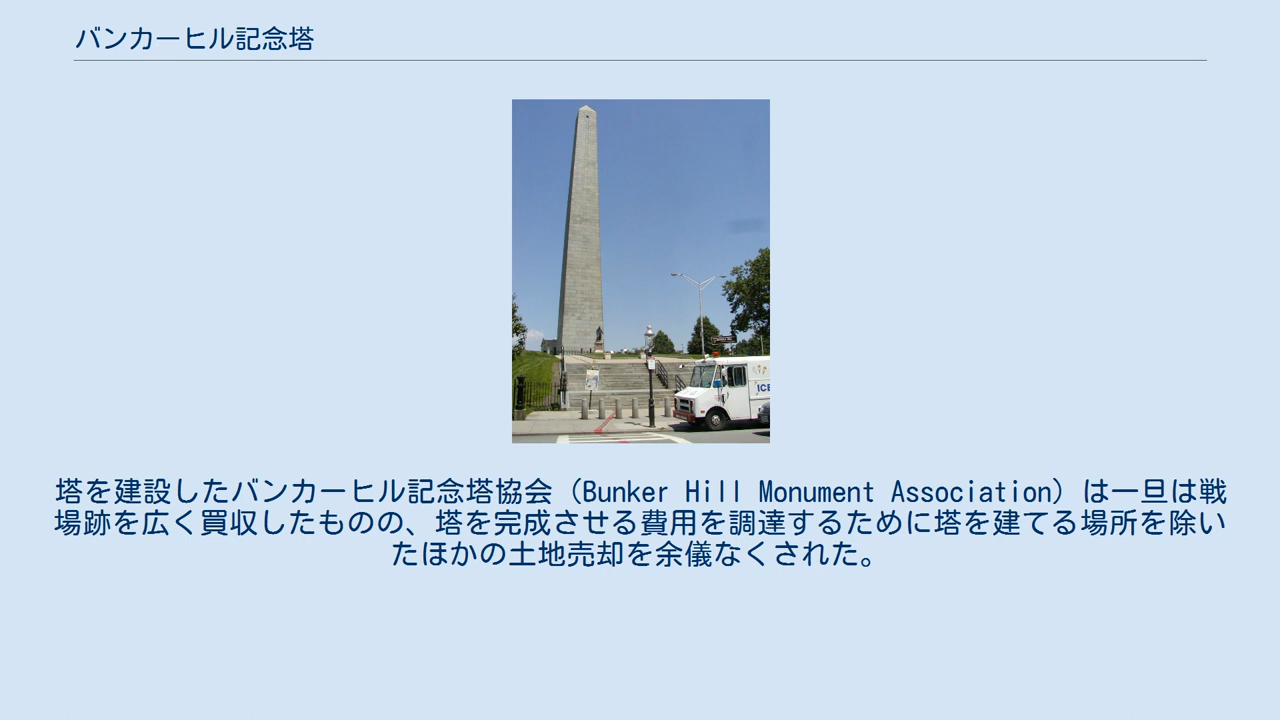 バンカーヒル記念塔
ICE
塔を建設したバンカーヒル記念塔協会（Bunker Hill Monument Association）は一旦は戦
場跡を広く買収したものの、塔を完成させる費用を調達するために塔を建てる場所を除い
たほかの土地売却を余儀なくされた。